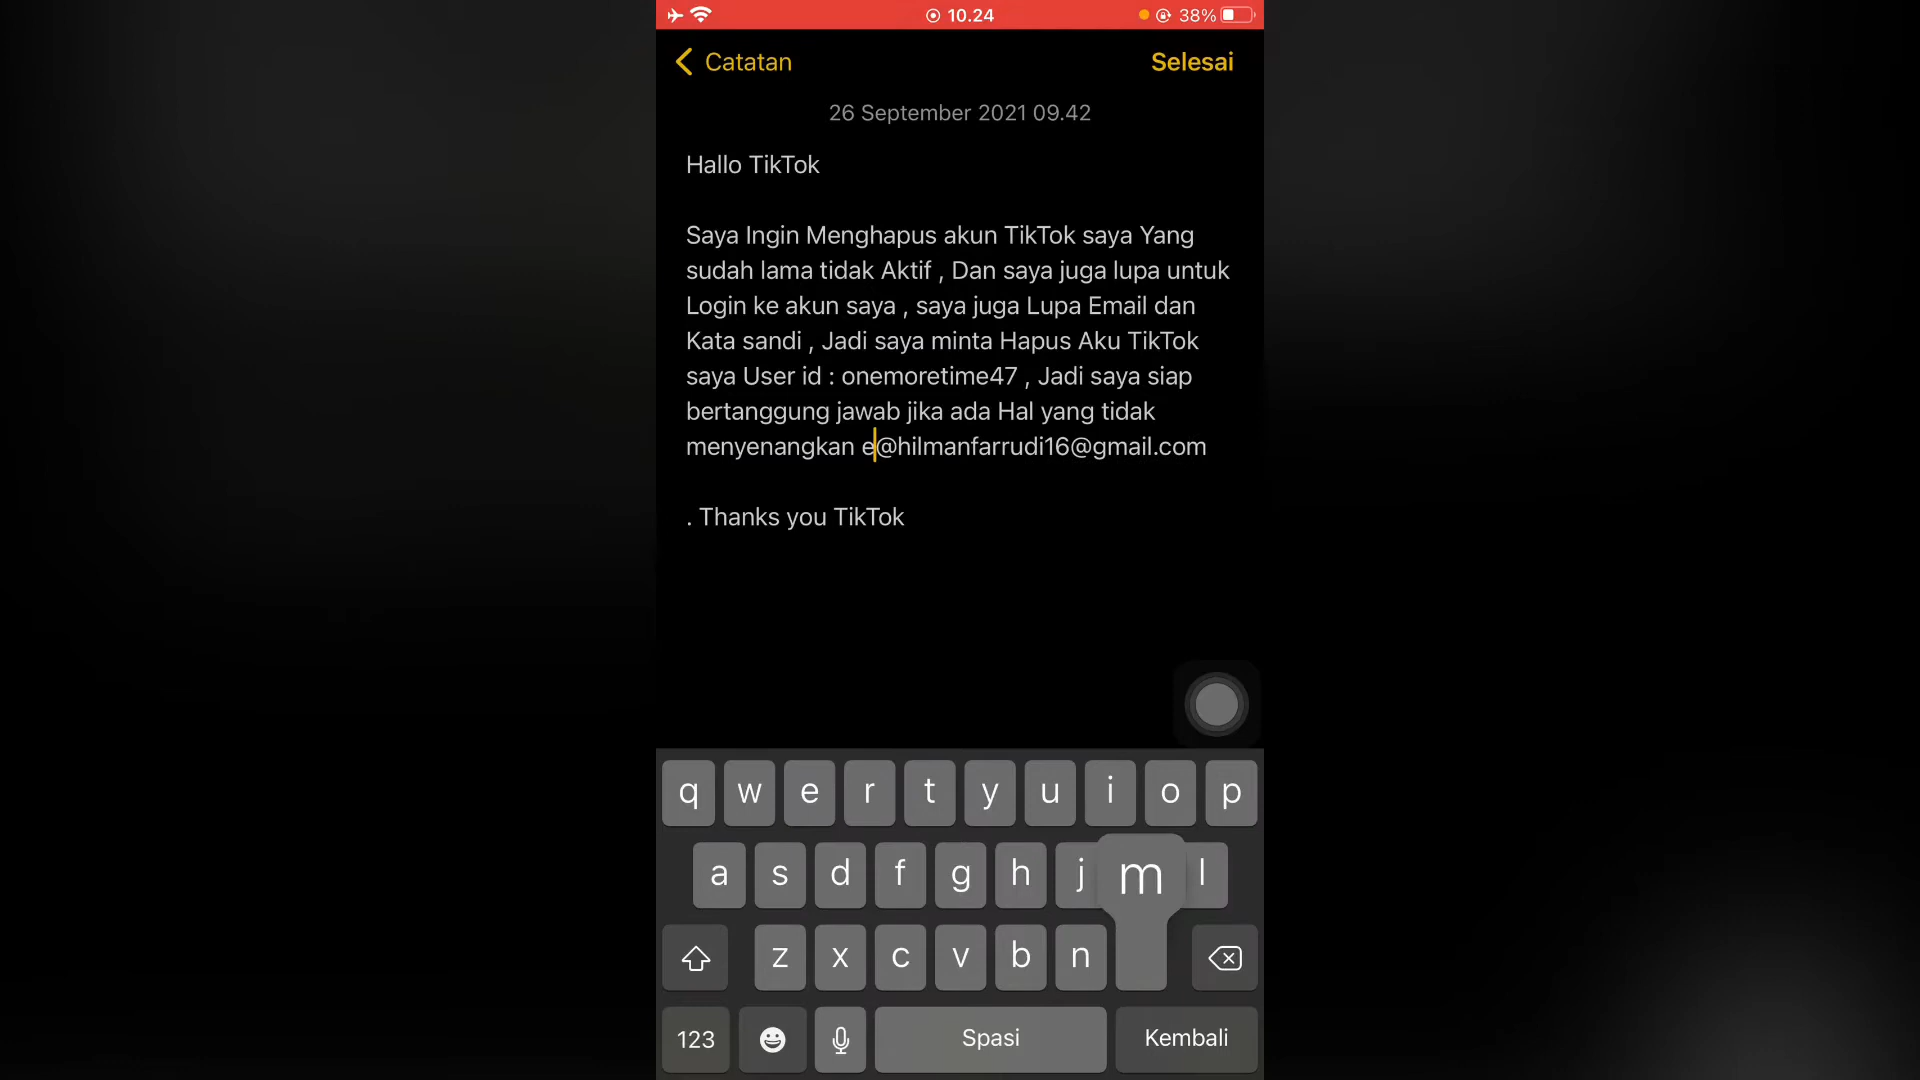 10.24
38%
Catatan
Selesai
26 September 2021 09.42
Hallo TikTok
Saya Ingin Menghapus akun TikTok saya Yang
sudah lama tidak Aktif , Dan saya juga lupa untuk
Login ke akun saya , saya juga Lupa Email dan
Kata sandi , Jadi saya minta Hapus Aku TikTok
saya User id : onemoretime47 , Jadi saya siap
bertanggung jawab jika ada Hal yang tidak
menyenangkan e@hilmanfarrudi16@gmail.com
. Thanks you TikTok
q w e r t y u i o p
a s d f g h j m l
z x c v b n
123 Spasi Kembali